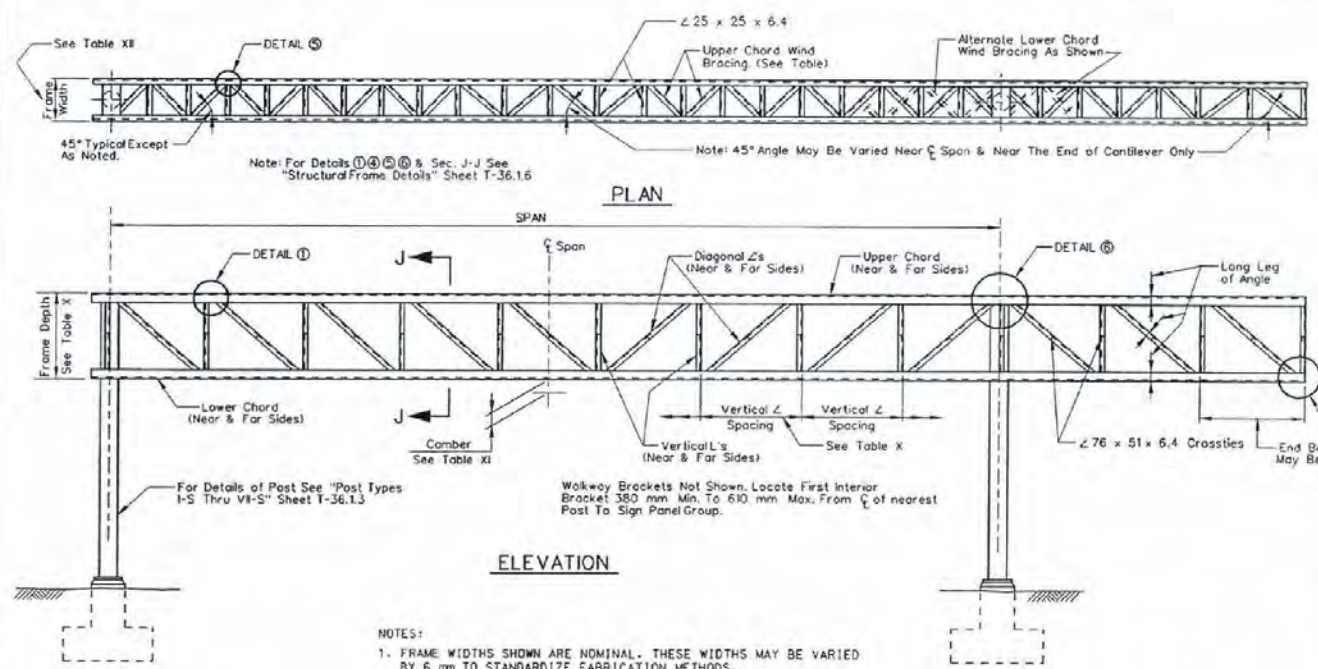 See Table XII
DETAIL ⑤
∠ 25 x 25 x 6.4
Upper Chord Wind
Bracing. (See Table)
Alternate Lower Chord
Wind Bracing As Shown
Frame
Width
45° Typical Except
As Noted.
Note: For Details ①④⑤⑥ & Sec. J-J See
"Structural Frame Details" Sheet T-36.1.6
Note: 45° Angle May Be Varied Near ℄ Span & Near The End of Cantilever Only
PLAN
SPAN
DETAIL ①
J
℄ Span
Diagonal ∠s
(Near & Far Sides)
Upper Chord
(Near & Far Sides)
DETAIL ⑥
Long Leg
of Angle
Frame Depth
See Table X
Lower Chord
(Near & Far Sides)
J
Camber
See Table XI
Vertical L's
(Near & Far Sides)
Vertical ∠
Spacing
Vertical ∠
Spacing
See Table X
∠ 76 x 51 x 6.4 Crossties
End B
May Be
For Details of Post See "Post Types
I-S Thru VII-S" Sheet T-36.1.3
Walkway Brackets Not Shown. Locate First Interior
Bracket 380 mm Min. To 610 mm Max. From ℄ of nearest
Post To Sign Panel Group.
ELEVATION
NOTES:
1. FRAME WIDTHS SHOWN ARE NOMINAL. THESE WIDTHS MAY BE VARIED
BY 6 mm TO STANDARDIZE FABRICATION METHODS.